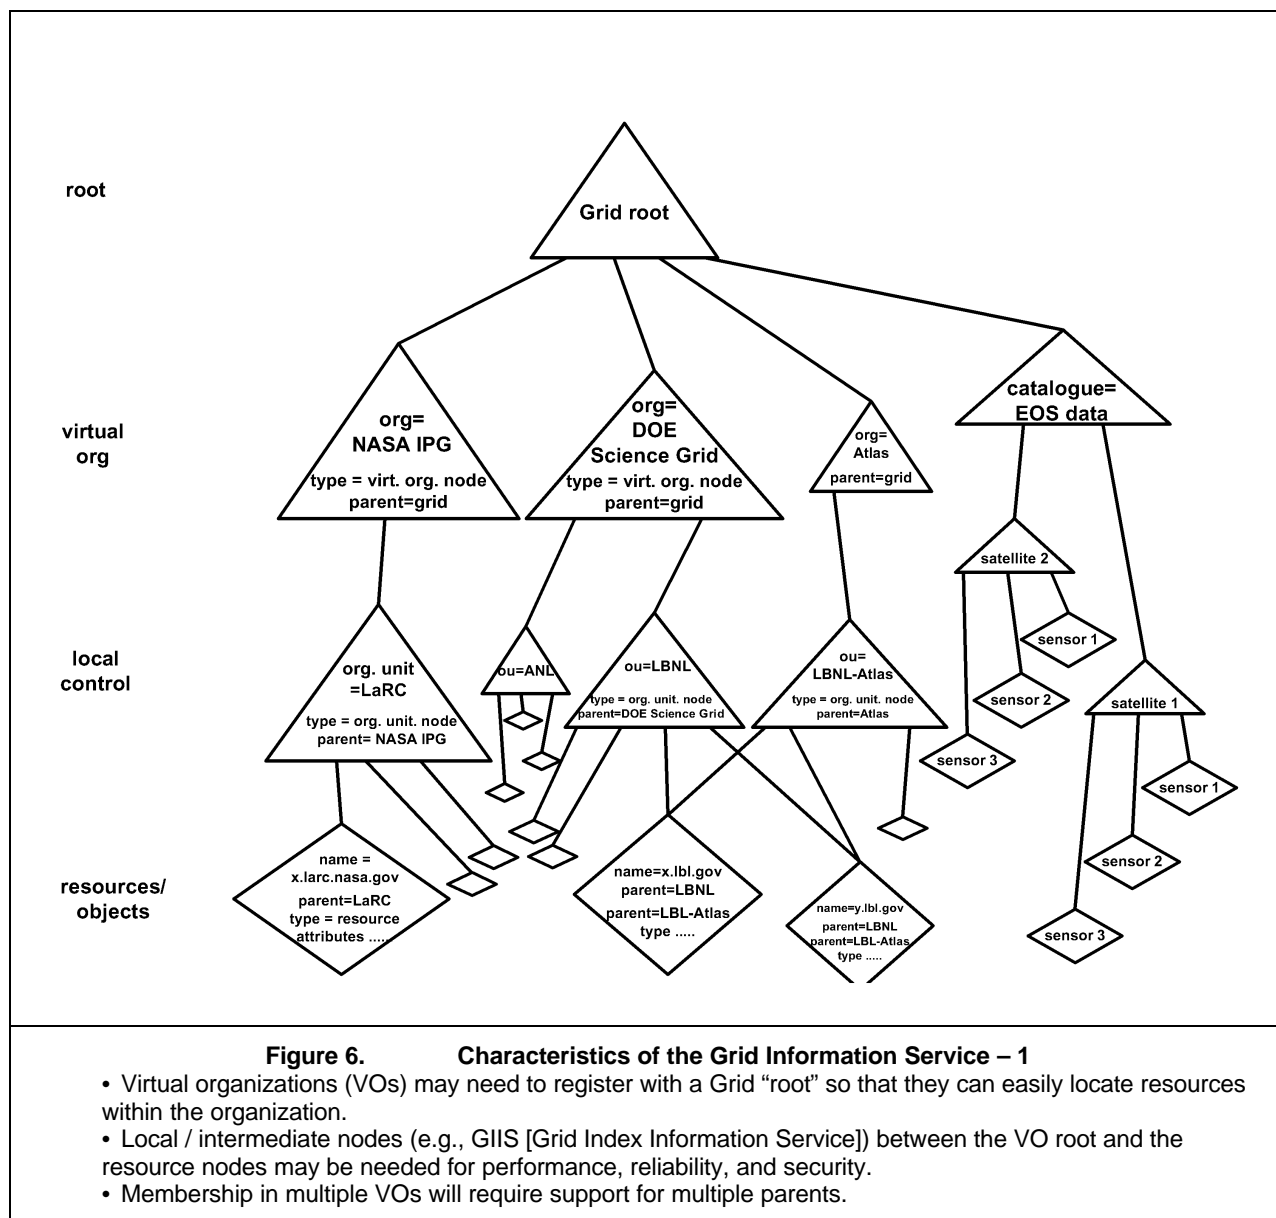 root
Grid root
virtual
org
org=
NASA IPG
type = virt. org. node
parent=grid
org=
DOE
Science Grid
type = virt. org. node
parent=grid
org=
Atlas
parent=grid
catalogue=
EOS data
satellite 2
sensor 1
sensor 2
sensor 3
satellite 1
sensor 1
sensor 2
sensor 3
local
control
org. unit
=LaRC
type = org. unit. node
parent= NASA IPG
ou=ANL
ou=LBNL
type = org. unit. node
parent=DOE Science Grid
ou=
LBNL-Atlas
type = org. unit. node
parent=Atlas
resources/
objects
name =
x.larc.nasa.gov
parent=LaRC
type = resource
attributes .....
name=x.lbl.gov
parent=LBNL
parent=LBL-Atlas
type .....
name=y.lbl.gov
parent=LBNL
parent=LBL-Atlas
type .....
Figure 6. Characteristics of the Grid Information Service – 1
• Virtual organizations (VOs) may need to register with a Grid “root” so that they can easily locate resources
within the organization.
• Local / intermediate nodes (e.g., GIIS [Grid Index Information Service]) between the VO root and the
resource nodes may be needed for performance, reliability, and security.
• Membership in multiple VOs will require support for multiple parents.